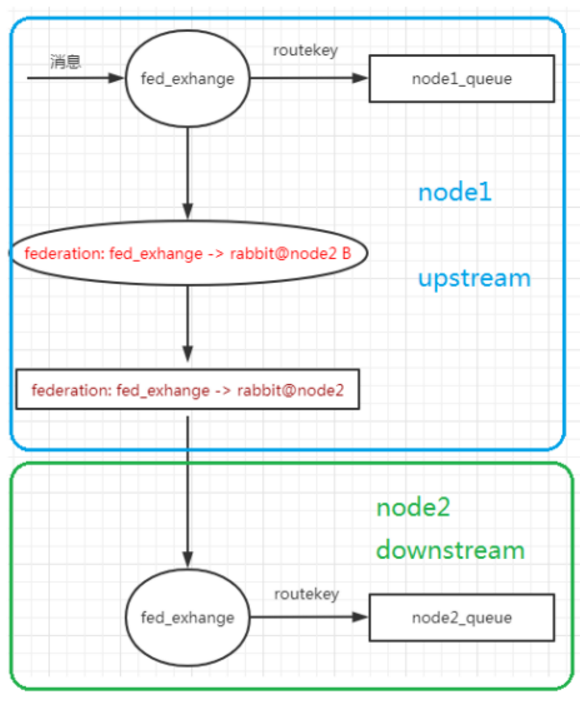 消息
fed_exhange
routekey
node1_queue
node1
federation: fed_exhange -> rabbit@node2 B
upstream
federation: fed_exhange -> rabbit@node2
node2
downstream
fed_exhange
routekey
node2_queue